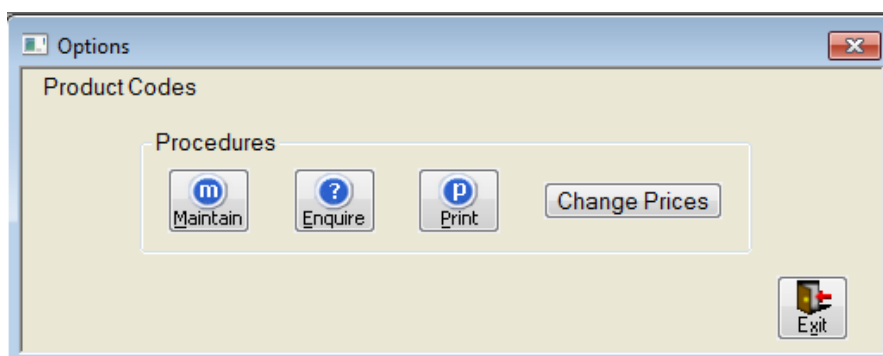 Options
Product Codes
Procedures
m ? p
Maintain Enquire Print Change Prices
Exit